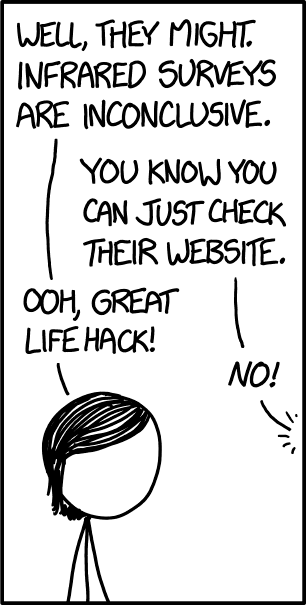 WELL, THEY MIGHT.
INFRARED SURVEYS
ARE INCONCLUSIVE.
YOU KNOW YOU
CAN JUST CHECK
THEIR WEBSITE.
OOH, GREAT
LIFE HACK!
NO!